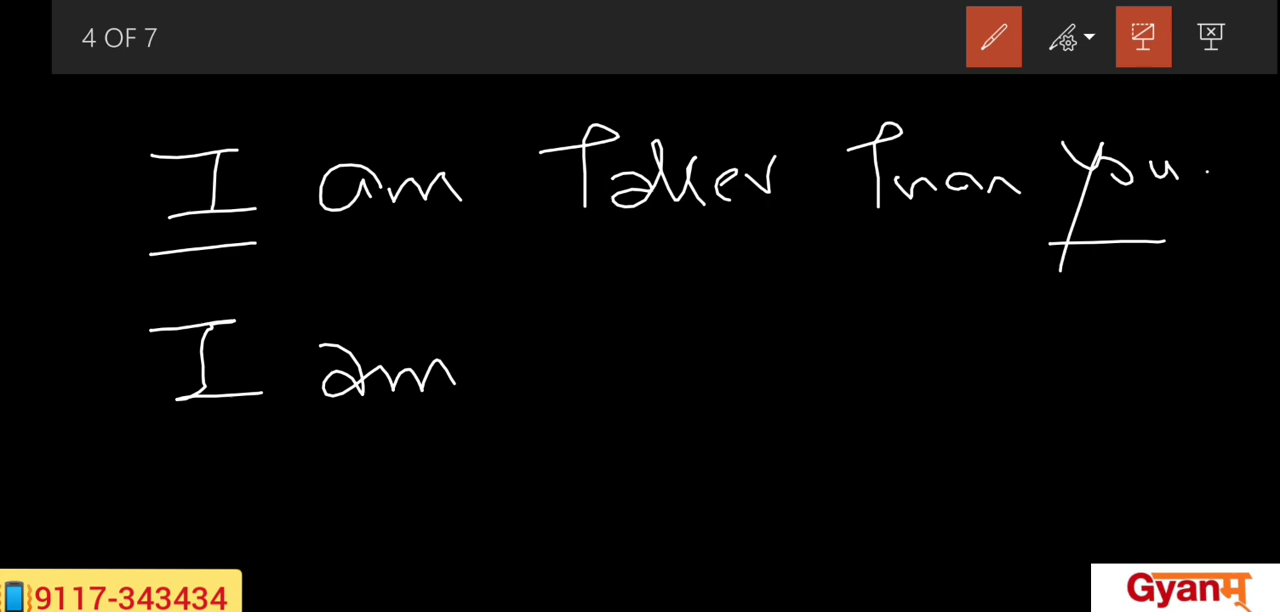 4 OF 7
I am Taller Than you.
I am
9117-343434
Gyanम